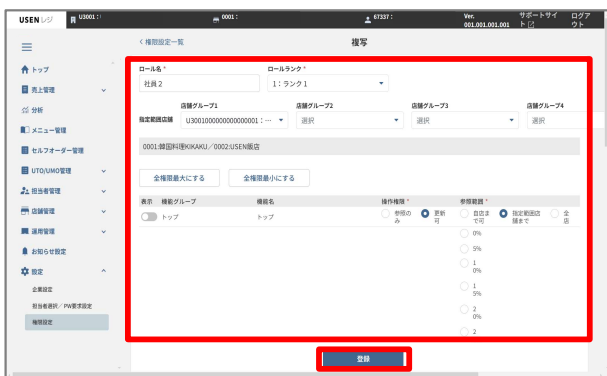 USEN レジ U3001 : 0001 : 67337 : Ver. 001.001.001.001 サポートサイト ログアウト
＜ 権限設定一覧 複写
トップ
売上管理
分析
メニュー管理
セルフオーダー管理
UTO/UMO管理
担当者管理
店舗管理
運用管理
お知らせ設定
設定
企業設定
担当者選択／PW要求設定
権限設定
ロール名 * ロールランク *
社員2 1：ランク1
店舗グループ1 店舗グループ2 店舗グループ3 店舗グループ4
指定範囲店舗 U3001000000000000001：… 選択 選択 選択
0001:韓国料理KIKAKU／0002:USEN飯店
全権限最大にする 全権限最小にする
表示 機能グループ 機能名 操作権限 * 参照範囲 *
トップ トップ 参照のみ 更新可 自店まで可 指定範囲店舗まで 全店
0%
5%
10%
15%
20%
2
登録